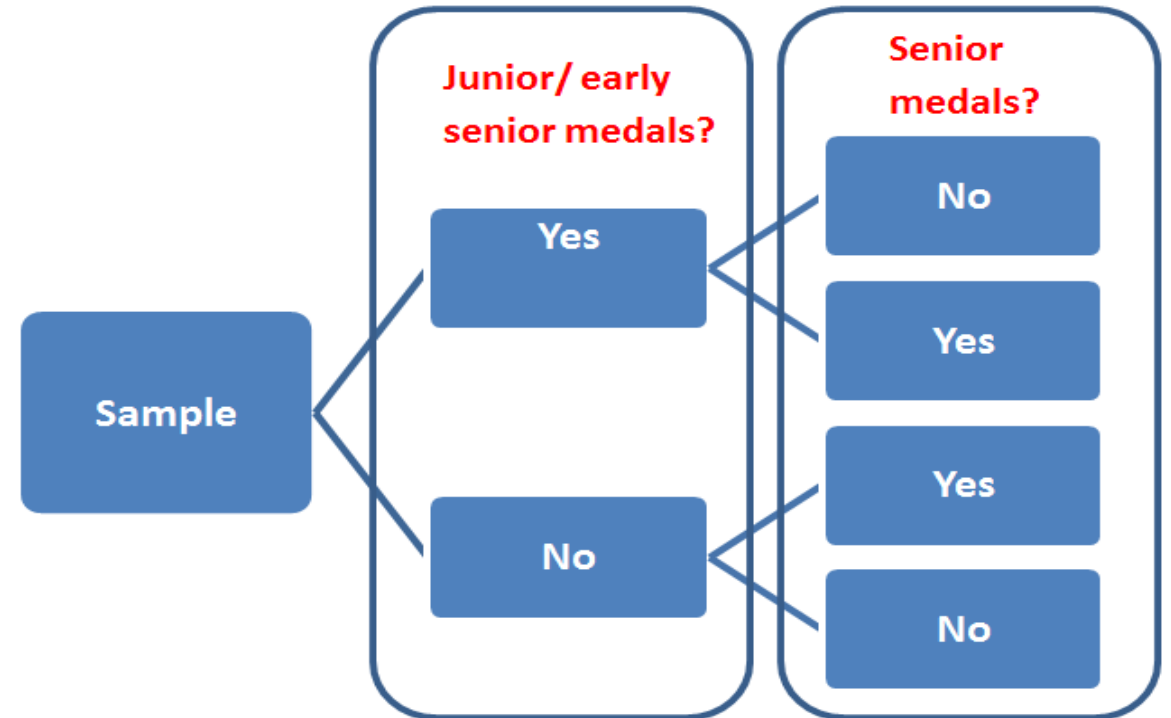 Junior/ early
senior medals?
Senior
medals?
Sample
Yes
No
No
Yes
Yes
No